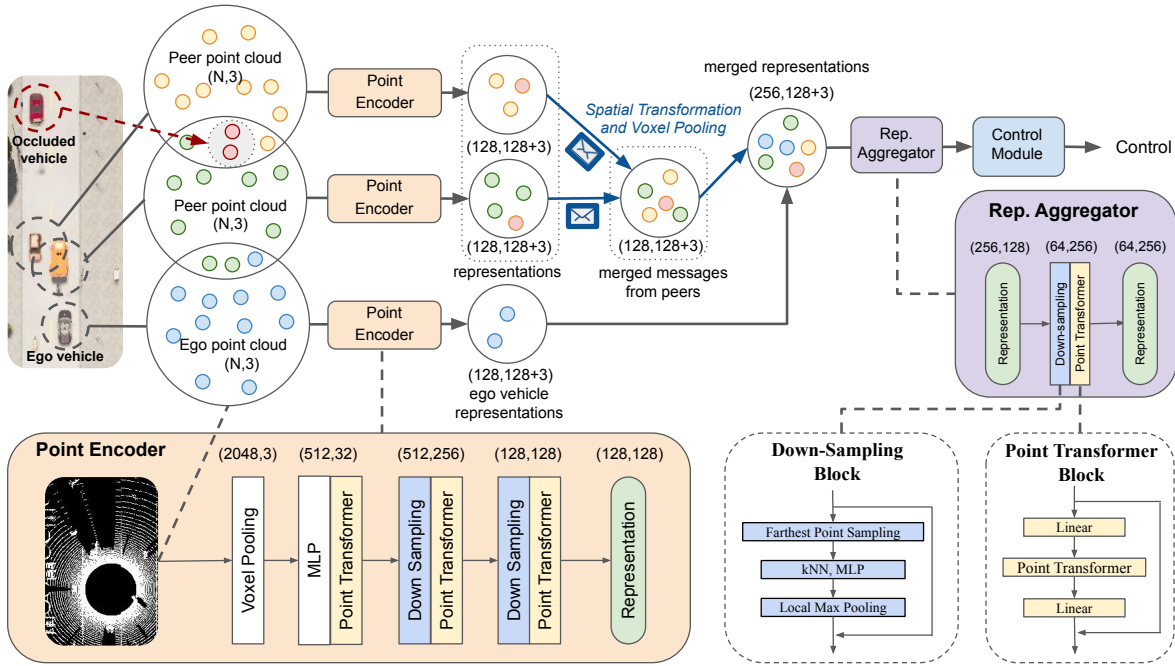 Peer point cloud
(N,3)
Occluded
vehicle
Peer point cloud
(N,3)
Ego point cloud
(N,3)
Ego vehicle
Point
Encoder
Point
Encoder
Point
Encoder
(128,128+3)
(128,128+3)
representations
(128,128+3)
ego vehicle
representations
Spatial Transformation
and Voxel Pooling
(128,128+3)
merged messages
from peers
merged representations
(256,128+3)
Rep.
Aggregator
Control
Module
Control
Rep. Aggregator
(256,128)
(64,256)
(64,256)
Representation
Down-sampling
Point Transformer
Representation
Point Encoder
(2048,3)
(512,32)
(512,256)
(128,128)
(128,128)
Voxel Pooling
MLP
Point Transformer
Down Sampling
Point Transformer
Down Sampling
Point Transformer
Representation
Down-Sampling
Block
Farthest Point Sampling
kNN, MLP
Local Max Pooling
Point Transformer
Block
Linear
Point Transformer
Linear